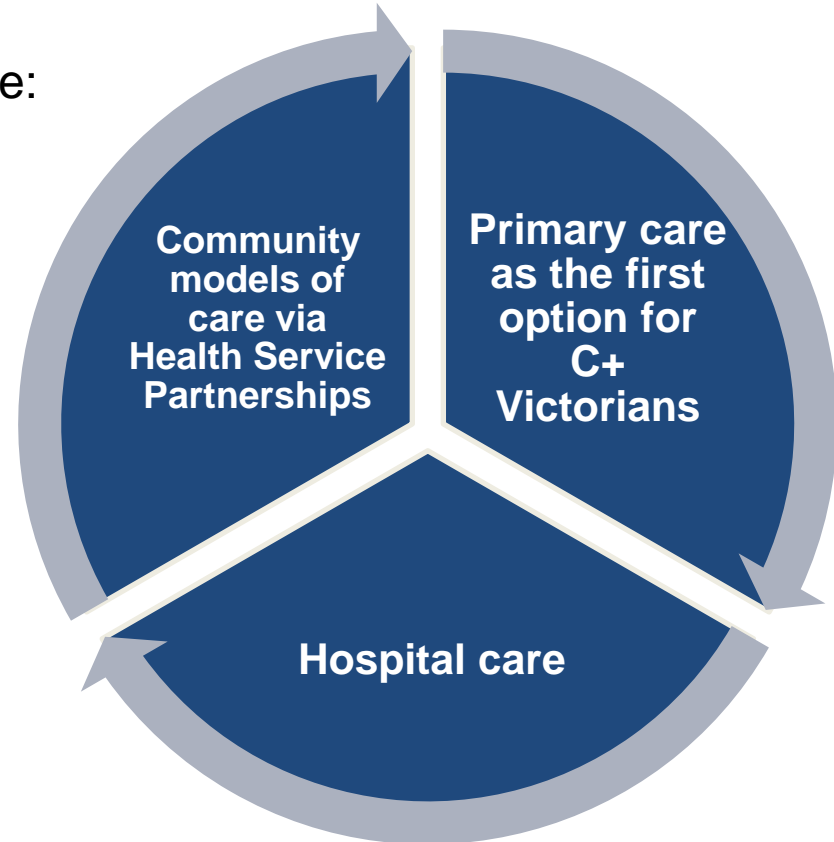 e:
Community
models of
care via
Health Service
Partnerships
Primary care
as the first
option for
C+
Victorians
Hospital care